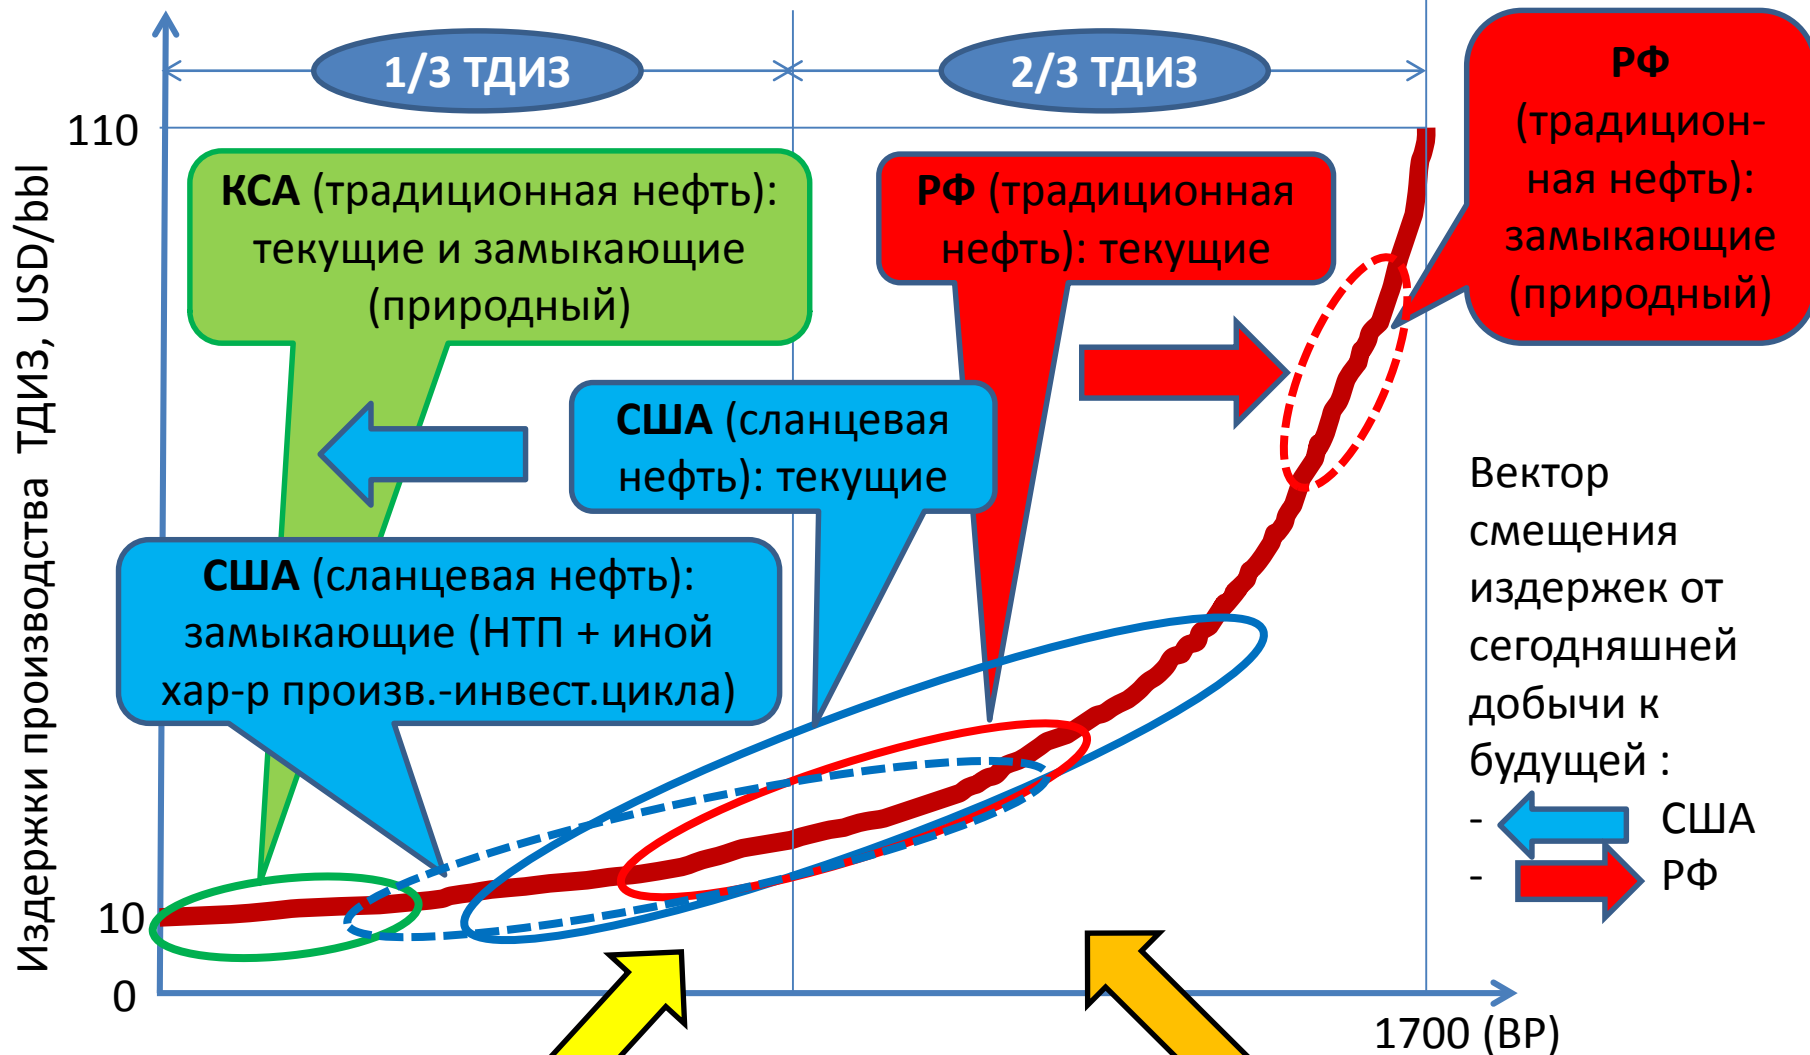 1/3 ТДИЗ
2/3 ТДИЗ
110
10
0
1700 (BP)
Издержки производства ТДИЗ, USD/bbl
КСА (традиционная нефть):
текущие и замыкающие
(природный)
РФ (традиционная
нефть): текущие
РФ
(традицион-
ная нефть):
замыкающие
(природный)
США (сланцевая
нефть): текущие
США (сланцевая нефть):
замыкающие (НТП + иной
хар-р произв.-инвест.цикла)
Вектор
смещения
издержек от
сегодняшней
добычи к
будущей :
- США
- РФ